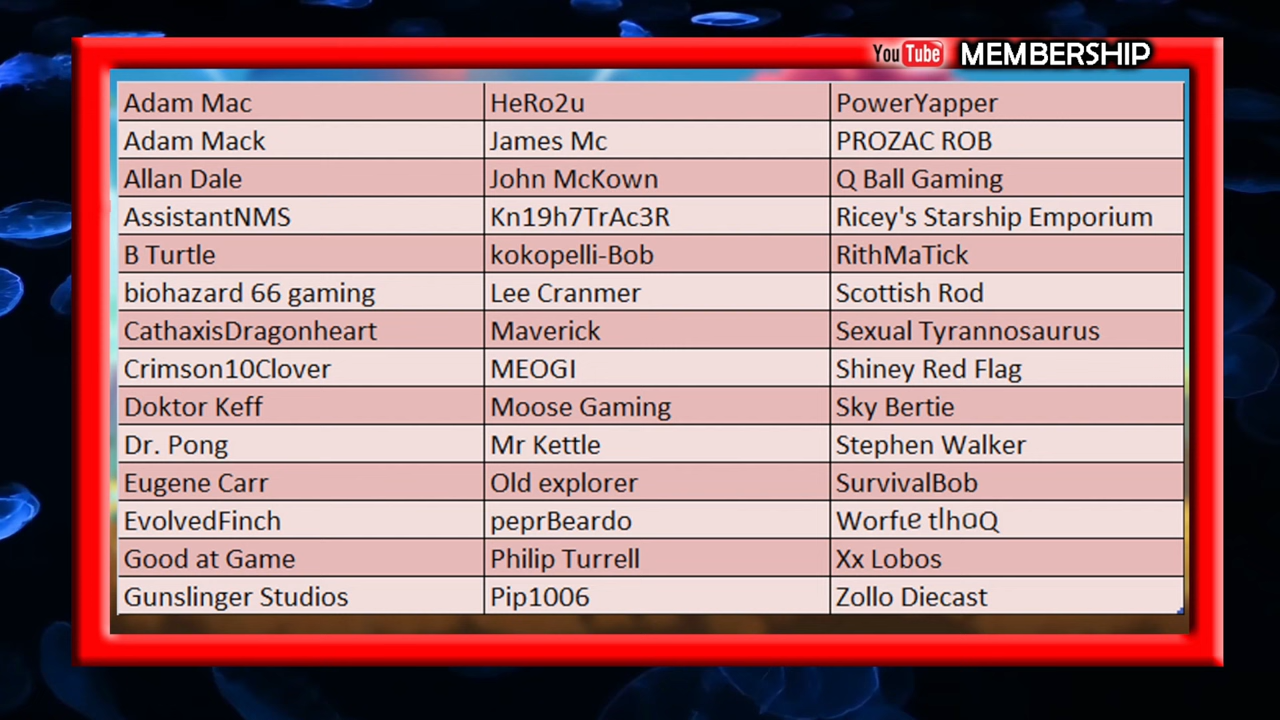 YouTube MEMBERSHIP
Adam Mac HeRo2u PowerYapper
Adam Mack James Mc PROZAC ROB
Allan Dale John McKown Q Ball Gaming
AssistantNMS Kn19h7TrAc3R Ricey's Starship Emporium
B Turtle kokopelli-Bob RithMaTick
biohazard 66 gaming Lee Cranmer Scottish Rod
CathaxisDragonheart Maverick Sexual Tyrannosaurus
Crimson10Clover MEOGI Shiney Red Flag
Doktor Keff Moose Gaming Sky Bertie
Dr. Pong Mr Kettle Stephen Walker
Eugene Carr Old explorer SurvivalBob
EvolvedFinch peprBeardo Worfιҽ tlhɑQ
Good at Game Philip Turrell Xx Lobos
Gunslinger Studios Pip1006 Zollo Diecast